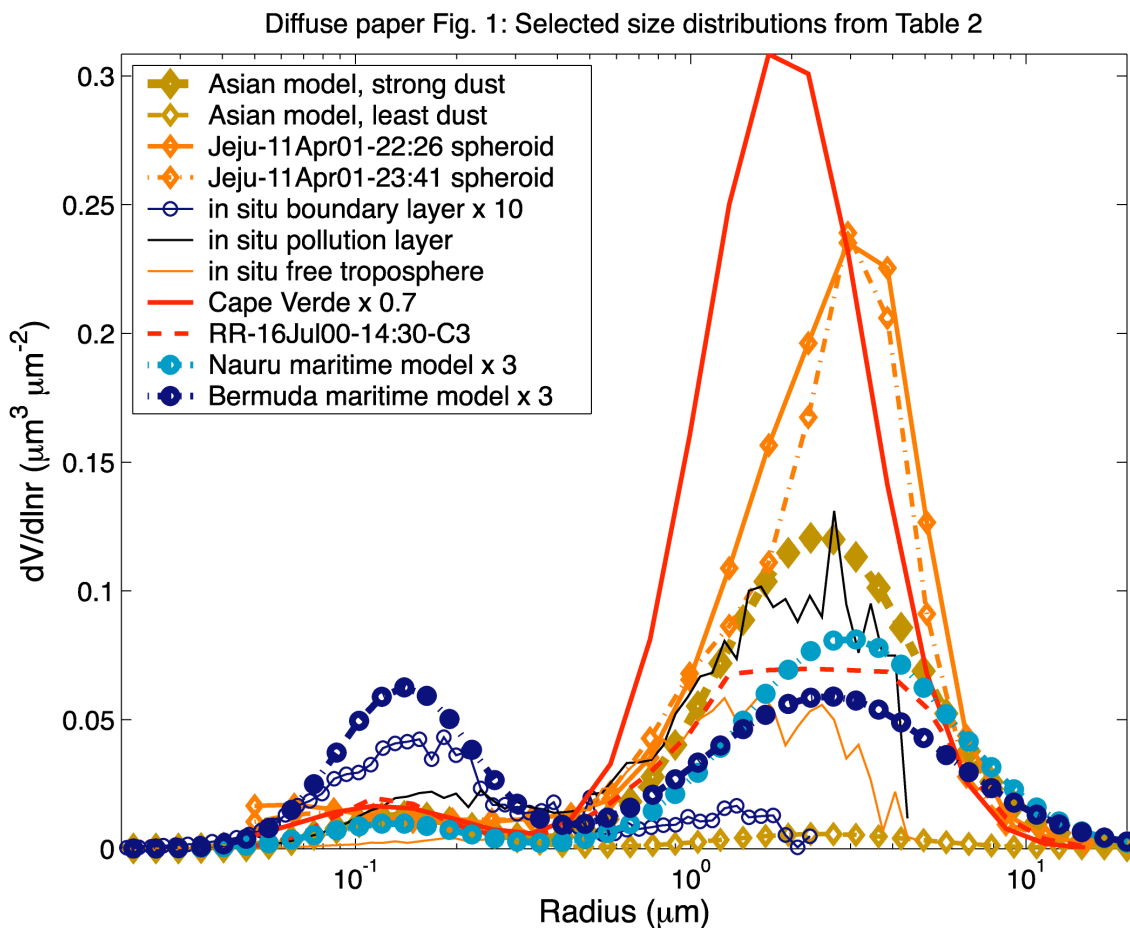 Diffuse paper Fig. 1: Selected size distributions from Table 2
0.3
0.25
0.2
0.15
0.1
0.05
0
dV/dlnr (μm³ μm⁻²)
Asian model, strong dust
Asian model, least dust
Jeju-11Apr01-22:26 spheroid
Jeju-11Apr01-23:41 spheroid
in situ boundary layer x 10
in situ pollution layer
in situ free troposphere
Cape Verde x 0.7
RR-16Jul00-14:30-C3
Nauru maritime model x 3
Bermuda maritime model x 3
10⁻¹ 10⁰ 10¹
Radius (μm)